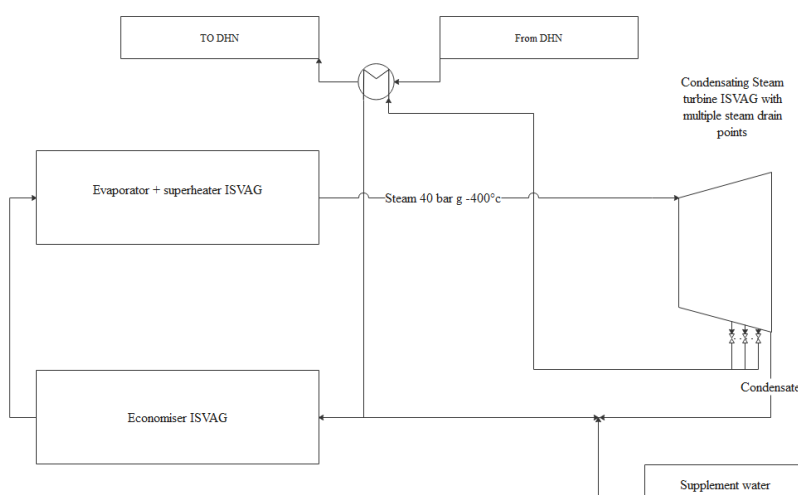 TO DHN
From DHN
Condensating Steam
turbine ISVAG with
multiple steam drain
points
Evaporator + superheater ISVAG
Steam 40 bar g -400°c
Condensate
Economiser ISVAG
Supplement water